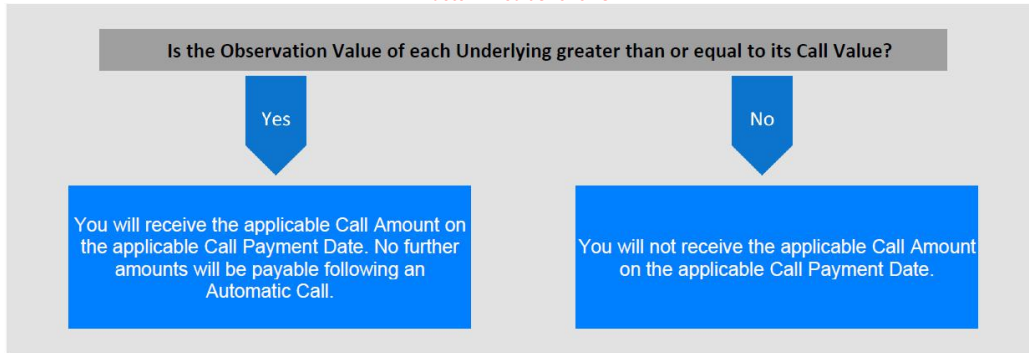 Is the Observation Value of each Underlying greater than or equal to its Call Value?
Yes
No
You will receive the applicable Call Amount on
the applicable Call Payment Date. No further
amounts will be payable following an
Automatic Call.
You will not receive the applicable Call Amount
on the applicable Call Payment Date.